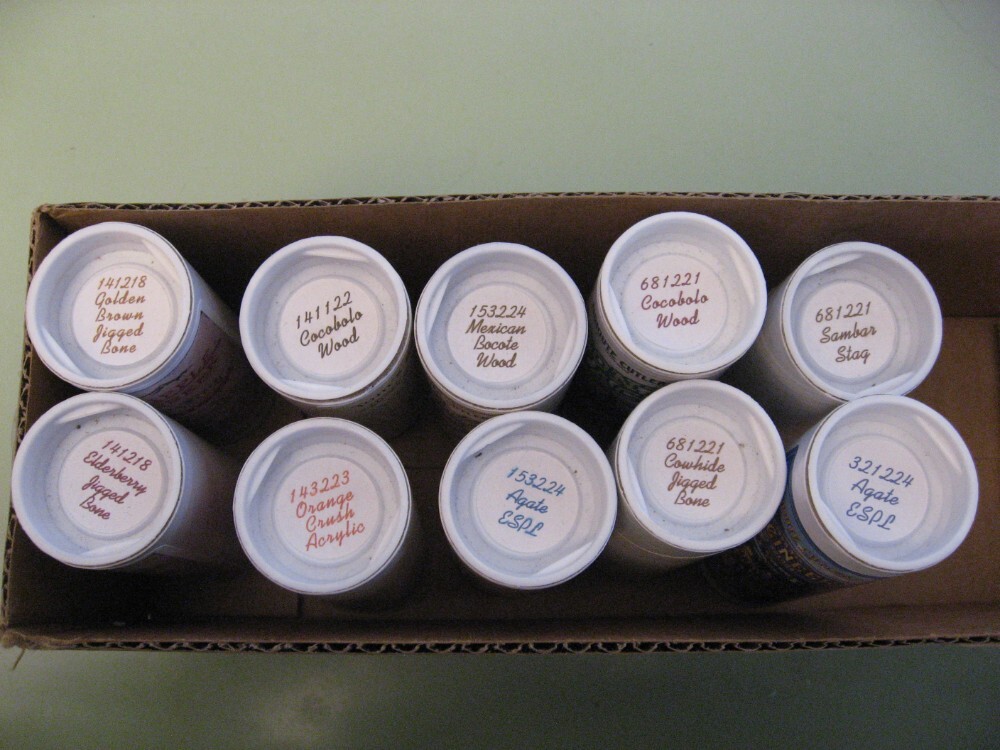 141218
Golden
Brown
Jigged
Bone
141122
Cocobolo
Wood
153224
Mexican
Bocote
Wood
681221
Cocobolo
Wood
681221
Sambar
Stag
141218
Elderberry
Jigged
Bone
143223
Orange
Crush
Acrylic
153224
Agate
ESPL
681221
Cowhide
Jigged
Bone
321224
Agate
ESPL